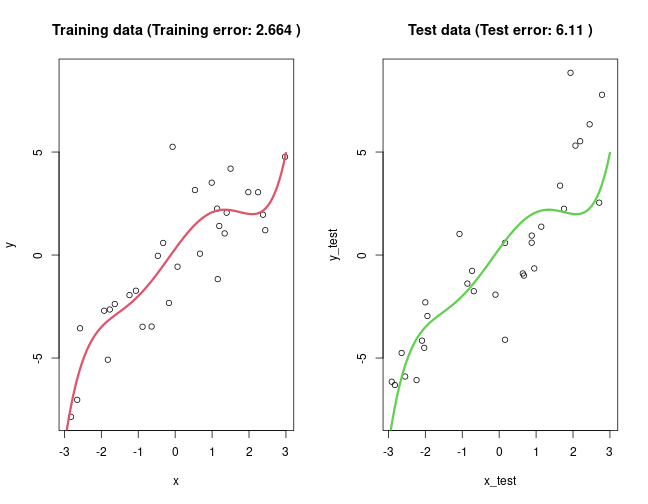 Training data (Training error: 2.664 )
5
0
-5
y
-3 -2 -1 0 1 2 3
x
Test data (Test error: 6.11 )
5
0
-5
y_test
-3 -2 -1 0 1 2 3
x_test